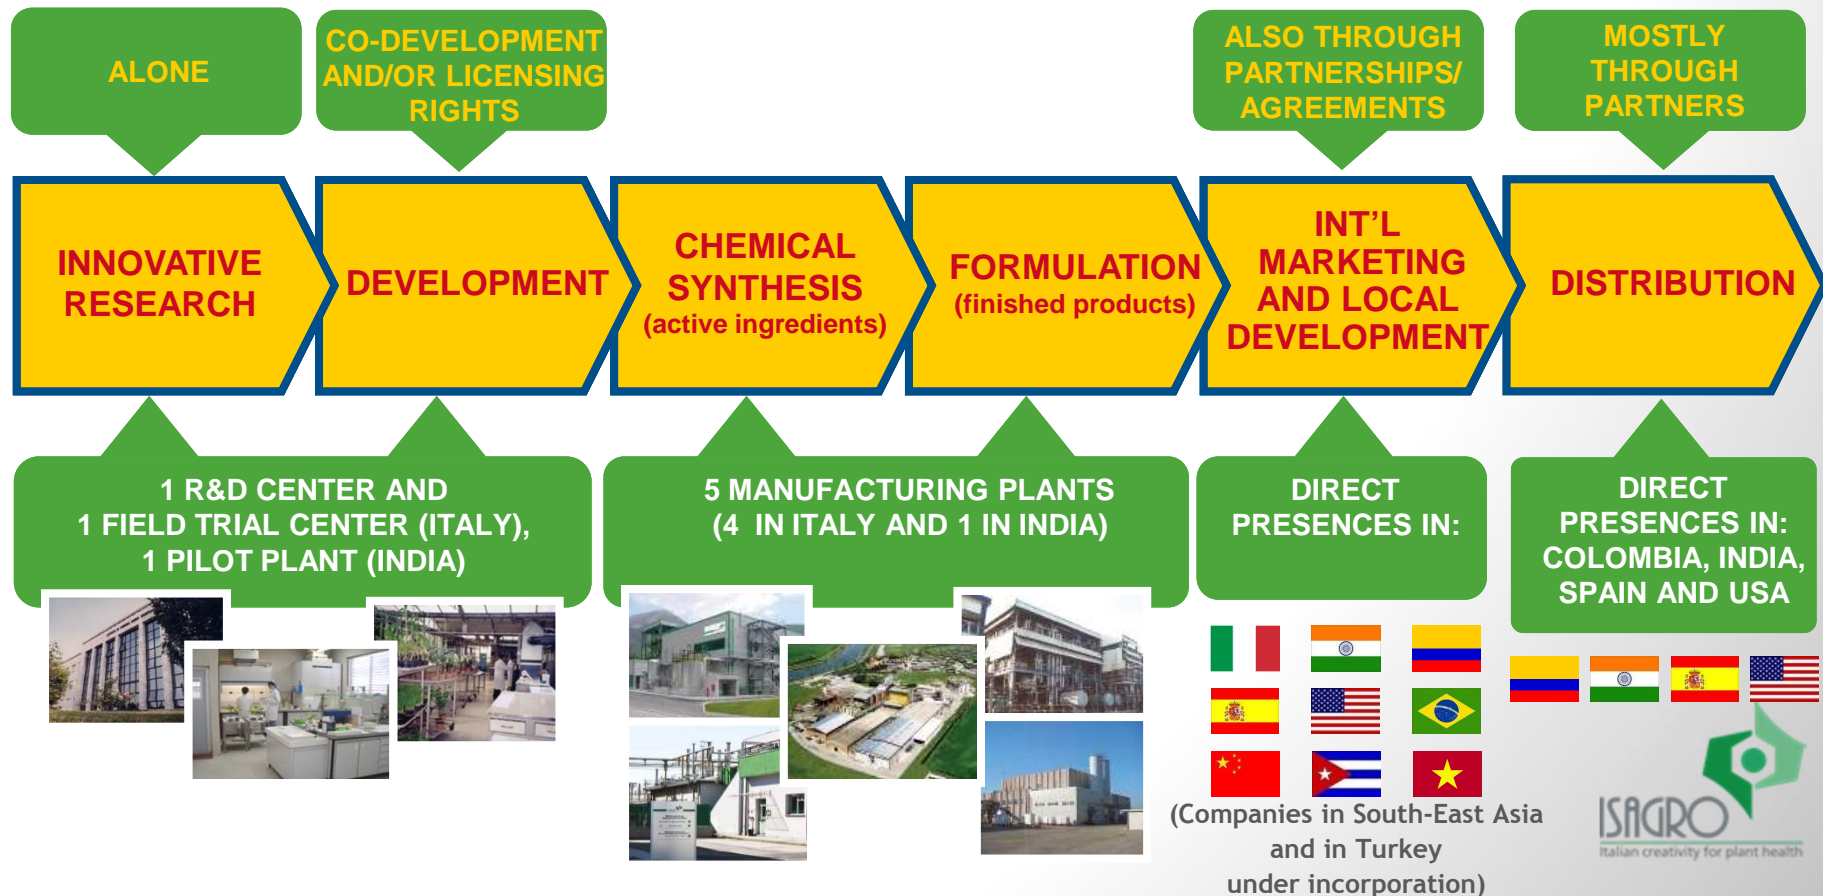 ALONE
CO-DEVELOPMENT
AND/OR LICENSING
RIGHTS
ALSO THROUGH
PARTNERSHIPS/
AGREEMENTS
MOSTLY
THROUGH
PARTNERS
INNOVATIVE
RESEARCH
DEVELOPMENT
CHEMICAL
SYNTHESIS
(active ingredients)
FORMULATION
(finished products)
INT’L
MARKETING
AND LOCAL
DEVELOPMENT
DISTRIBUTION
1 R&D CENTER AND
1 FIELD TRIAL CENTER (ITALY),
1 PILOT PLANT (INDIA)
5 MANUFACTURING PLANTS
(4 IN ITALY AND 1 IN INDIA)
DIRECT
PRESENCES IN:
DIRECT
PRESENCES IN:
COLOMBIA, INDIA,
SPAIN AND USA
(Companies in South-East Asia
and in Turkey
under incorporation)
ISAGRO
Italian creativity for plant health